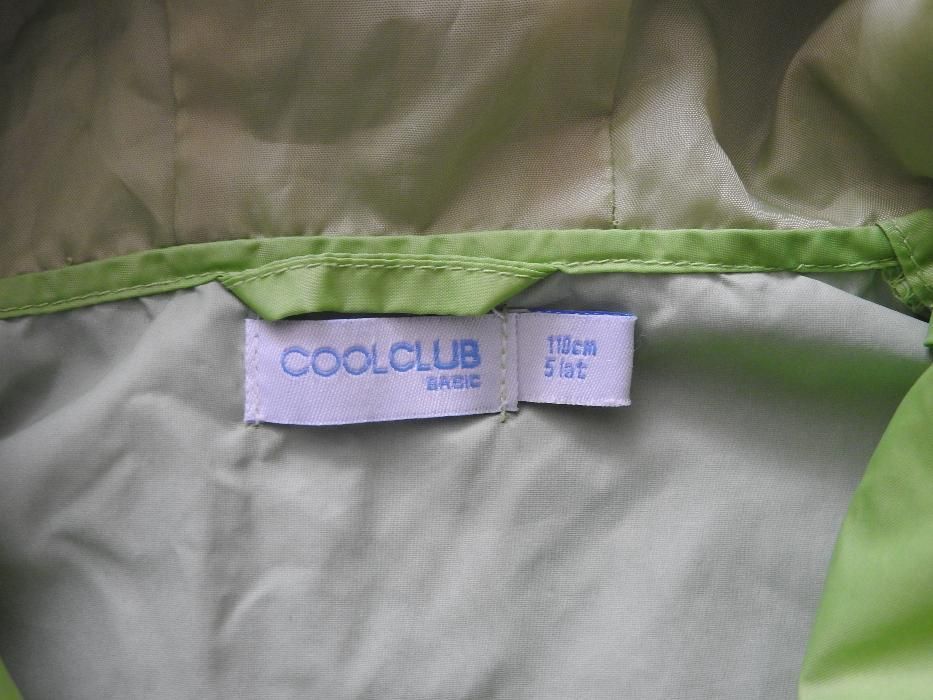 COOLCLUB
BASIC
110cm
5 lat